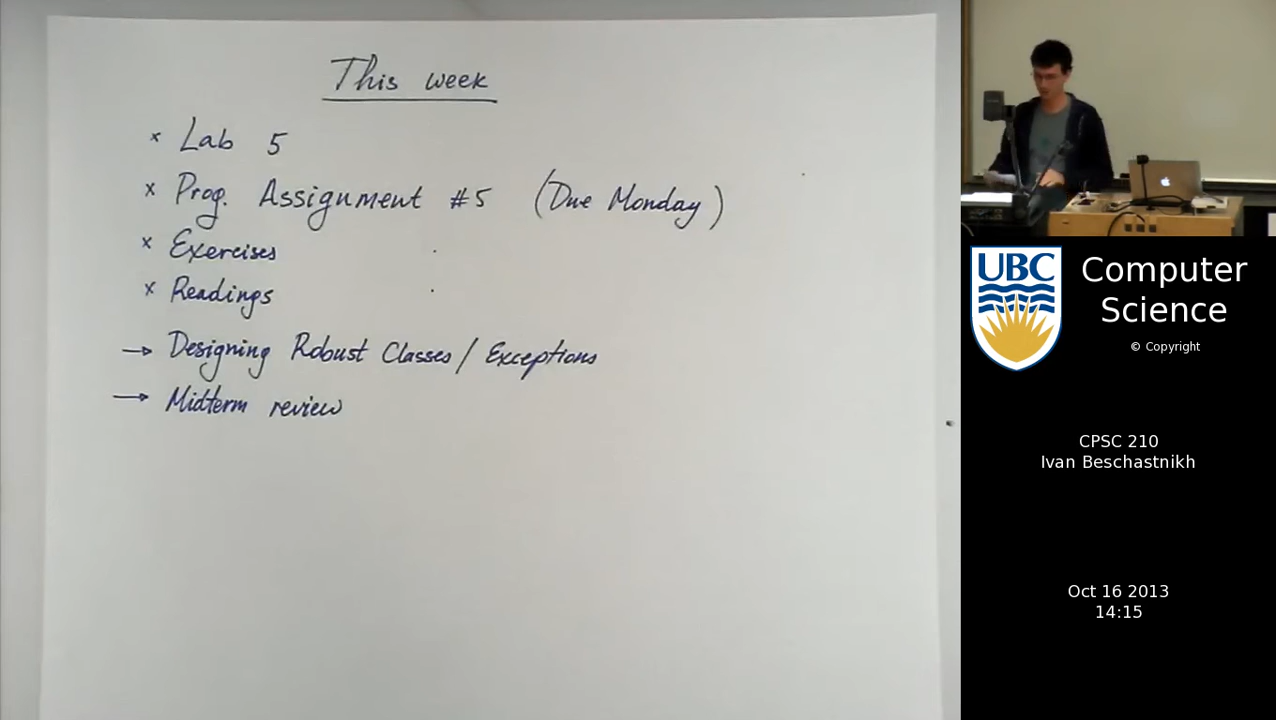 This week
x Lab 5
x Prog. Assignment #5 (Due Monday)
x Exercises
x Readings
→ Designing Robust Classes / Exceptions
→ Midterm review
UBC
Computer
Science
© Copyright
CPSC 210
Ivan Beschastnikh
Oct 16 2013
14:15